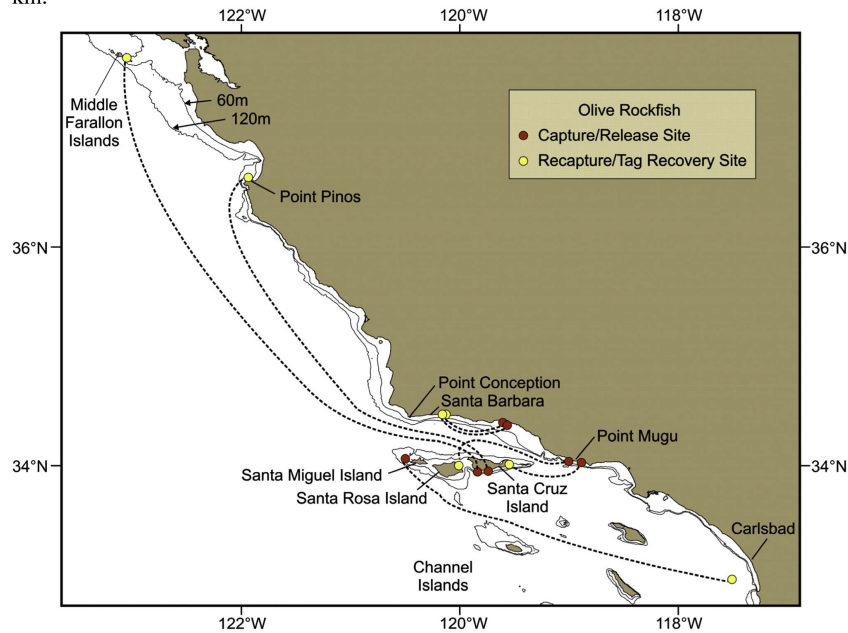 km.
122°W 120°W 118°W
Middle
Farallon
Islands
60m
120m
Olive Rockfish
Capture/Release Site
Recapture/Tag Recovery Site
Point Pinos
36°N 36°N
Point Conception
Santa Barbara
Point Mugu
34°N 34°N
Santa Miguel Island
Santa Rosa Island
Santa Cruz
Island
Carlsbad
Channel
Islands
122°W 120°W 118°W